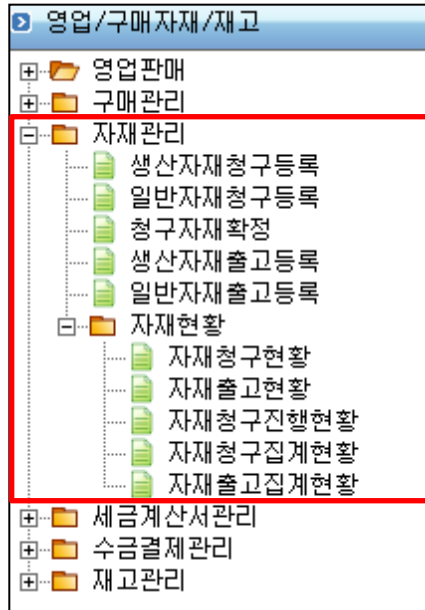 영업/구매자재/재고
영업판매
구매관리
자재관리
생산자재청구등록
일반자재청구등록
청구자재확정
생산자재출고등록
일반자재출고등록
자재현황
자재청구현황
자재출고현황
자재청구진행현황
자재청구집계현황
자재출고집계현황
세금계산서관리
수금결제관리
재고관리